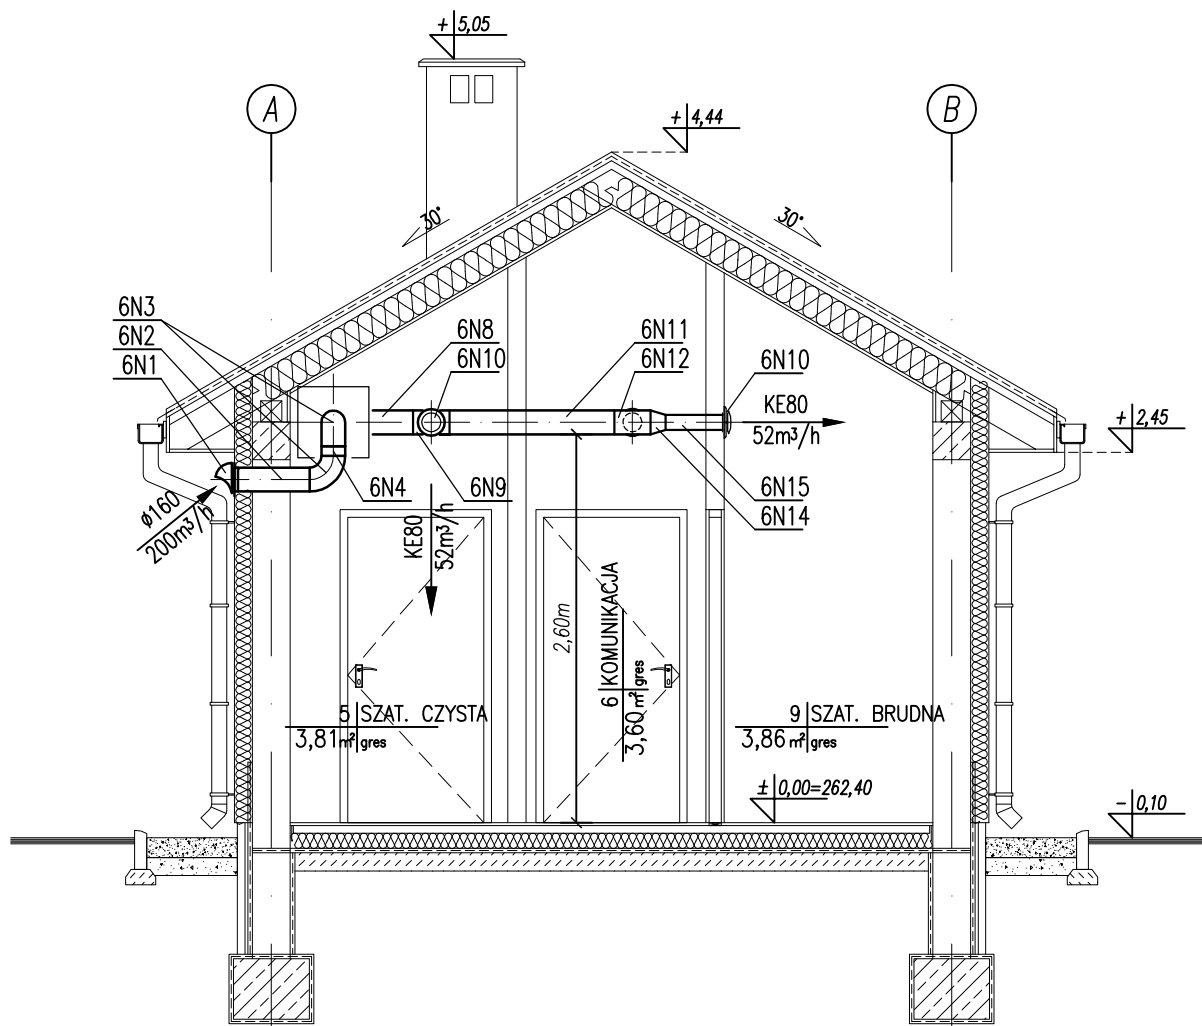 + 5,05
A
B
+ 4,44
30°
30°
6N3
6N2
6N1
6N8
6N10
6N11
6N12
6N10
KE80
52m³/h
+ 2,45
6N4
6N9
6N15
6N14
ø160
200m³/h
KE80
52m³/h
2,60m
6 KOMUNIKACJA
3,60 m² gres
5 SZAT. CZYSTA
3,81 m² gres
9 SZAT. BRUDNA
3,86 m² gres
± 0,00=262,40
- 0,10